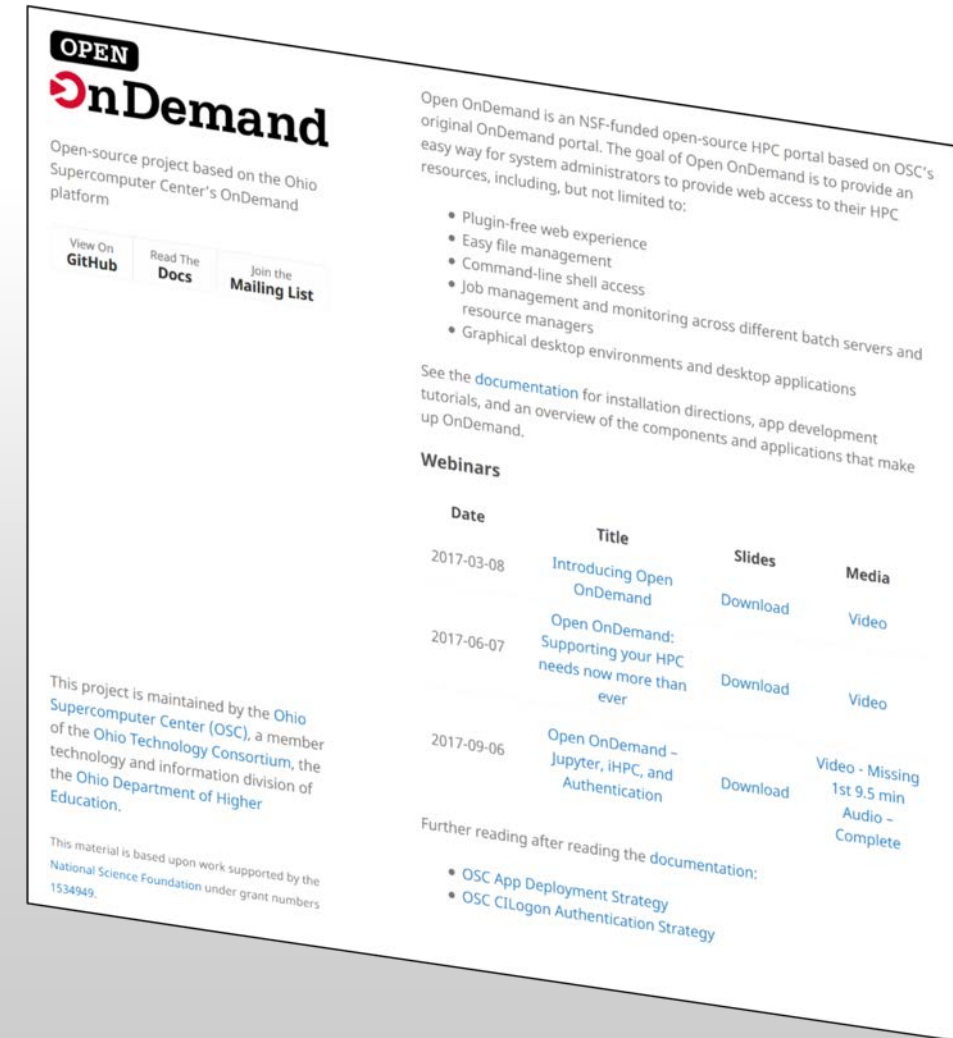 OPEN
OnDemand
Open-source project based on the Ohio
Supercomputer Center's OnDemand
platform
View On
GitHub
Read The
Docs
Join the
Mailing List
This project is maintained by the Ohio
Supercomputer Center (OSC), a member
of the Ohio Technology Consortium, the
technology and information division of
the Ohio Department of Higher
Education.
This material is based upon work supported by the
National Science Foundation under grant numbers
1534949.
Open OnDemand is an NSF-funded open-source HPC portal based on OSC's
original OnDemand portal. The goal of Open OnDemand is to provide an
easy way for system administrators to provide web access to their HPC
resources, including, but not limited to:
• Plugin-free web experience
• Easy file management
• Command-line shell access
• Job management and monitoring across different batch servers and
resource managers
• Graphical desktop environments and desktop applications
See the documentation for installation directions, app development
tutorials, and an overview of the components and applications that make
up OnDemand.
Webinars
Date Title Slides Media
2017-03-08 Introducing Open
OnDemand
Download Video
2017-06-07 Open OnDemand:
Supporting your HPC
needs now more than
ever
Download Video
2017-09-06 Open OnDemand –
Jupyter, iHPC, and
Authentication
Download
Video - Missing
1st 9.5 min
Audio –
Complete
Further reading after reading the documentation:
• OSC App Deployment Strategy
• OSC CILogon Authentication Strategy